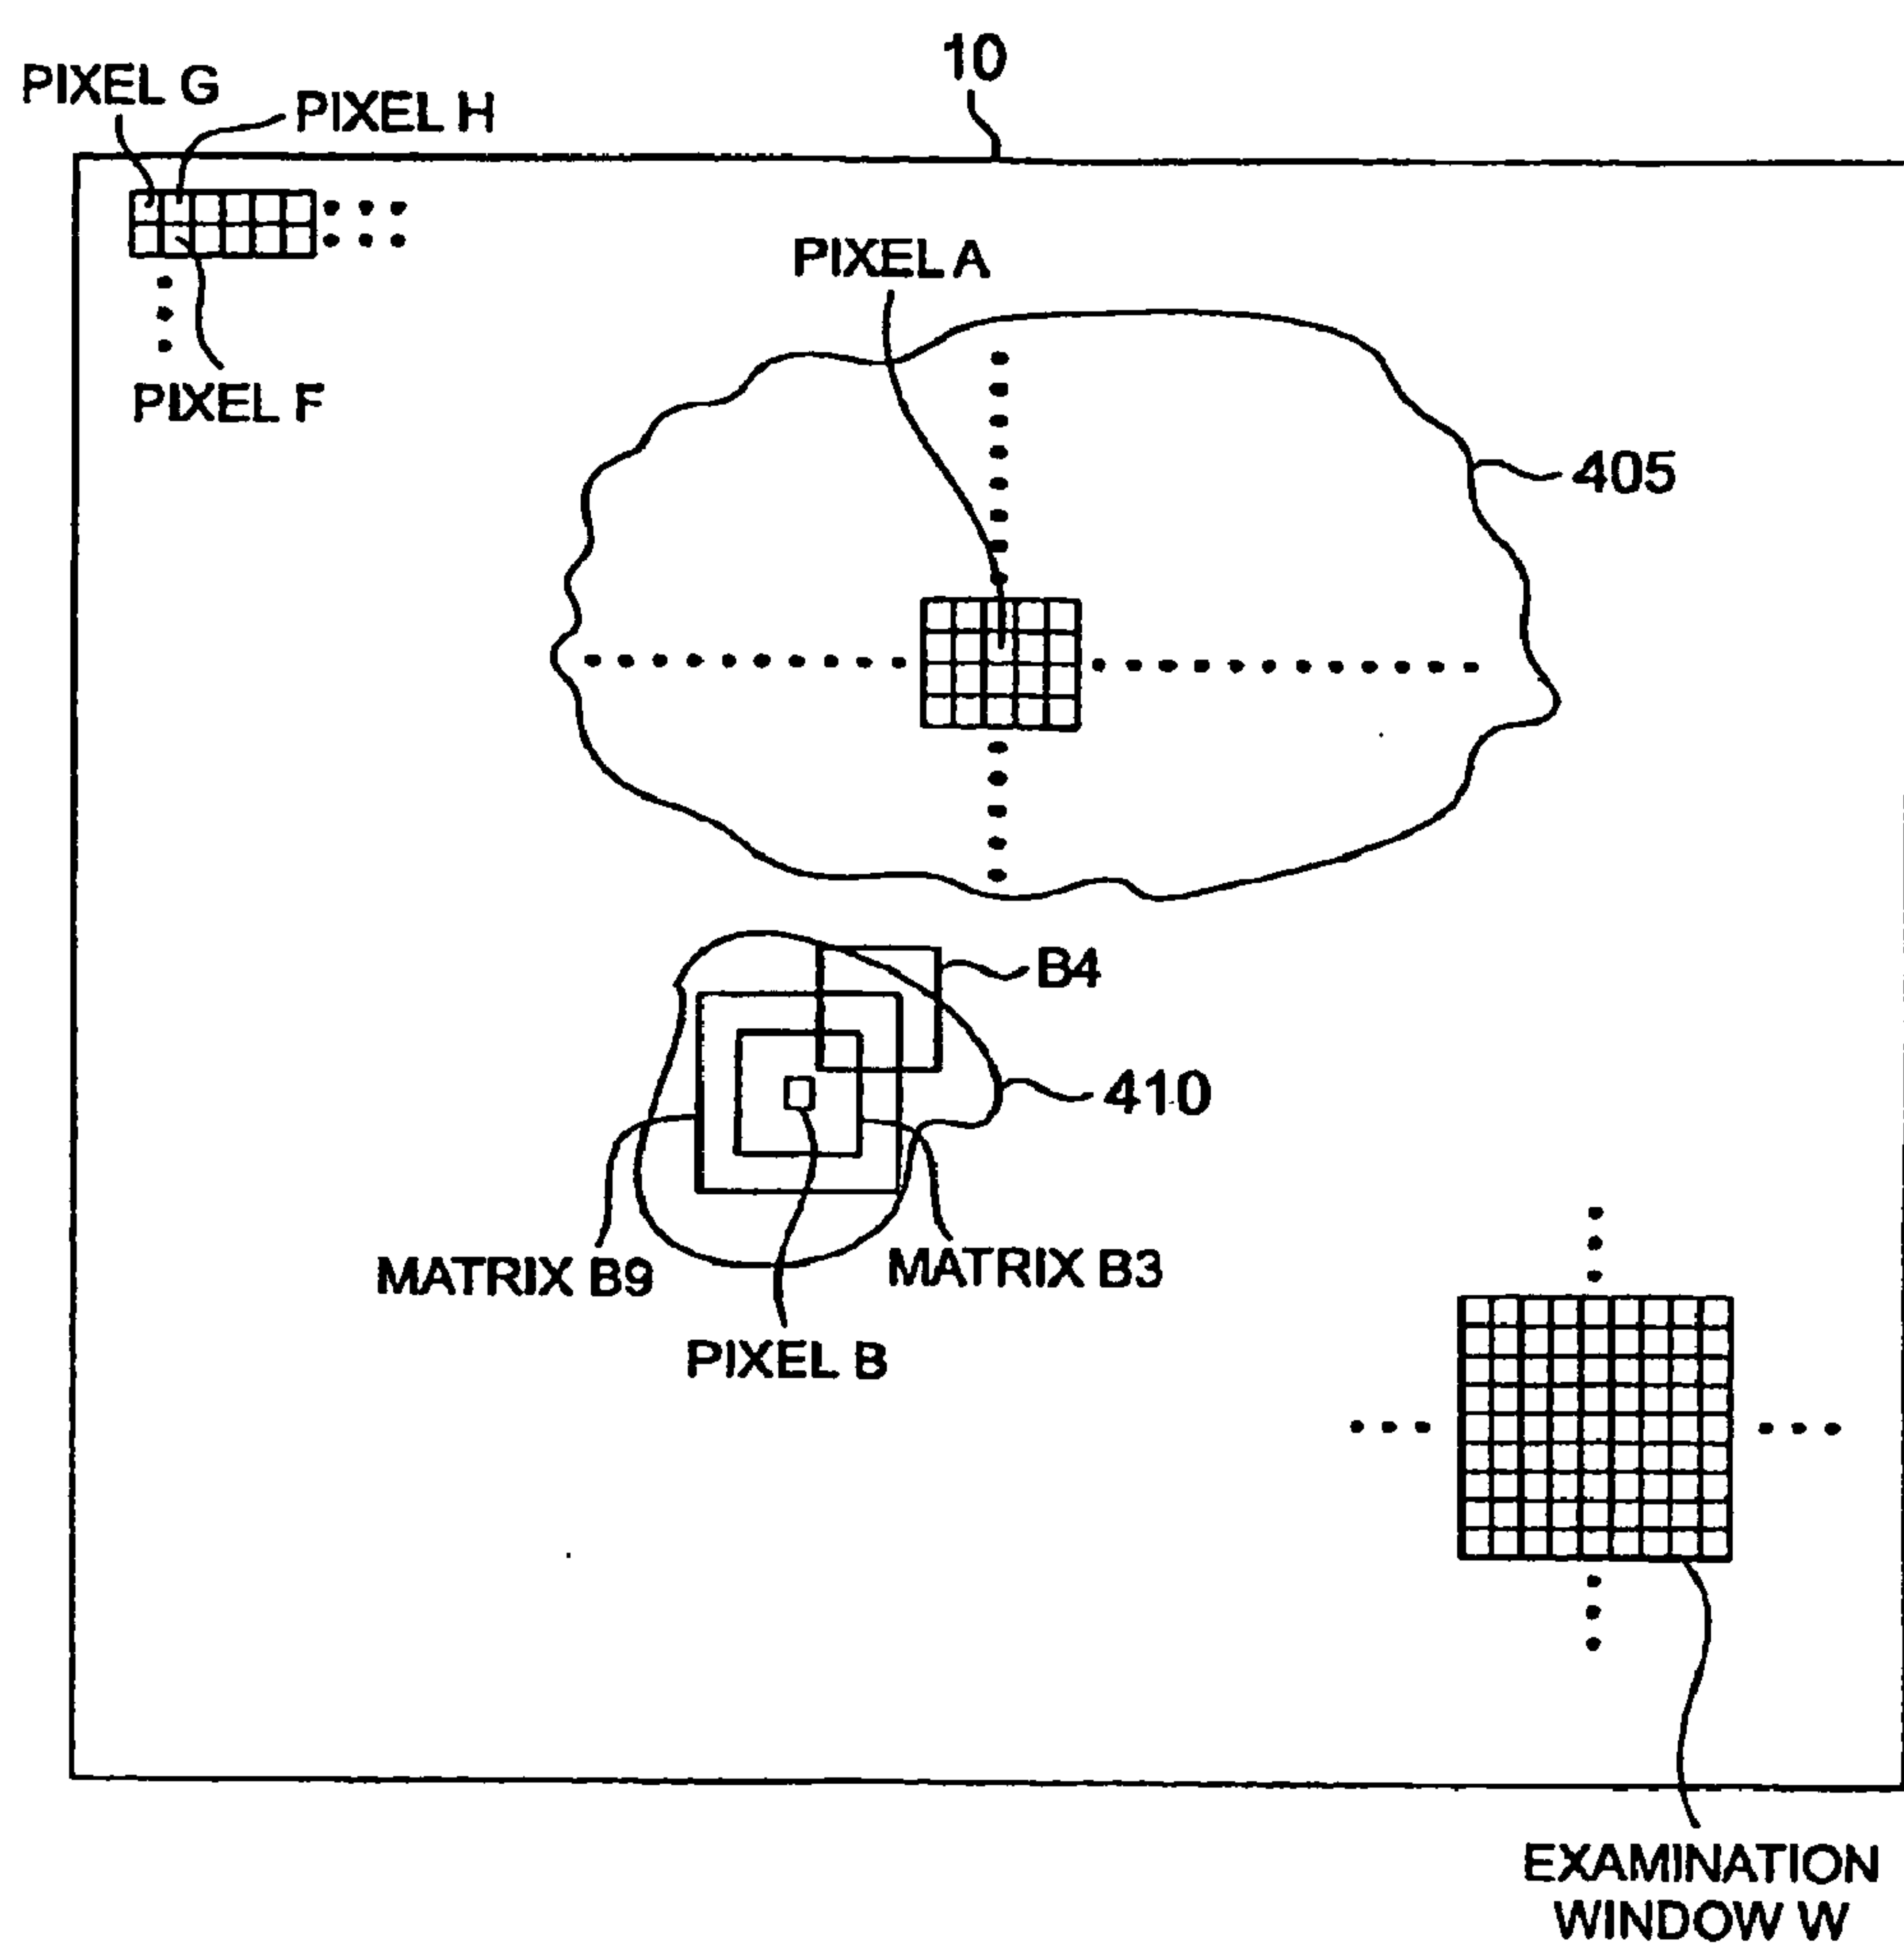 10
PIXEL G
PIXEL H
PIXEL A
PIXEL F
405
B4
410
MATRIX B9
MATRIX B3
PIXEL B
EXAMINATION
WINDOW W